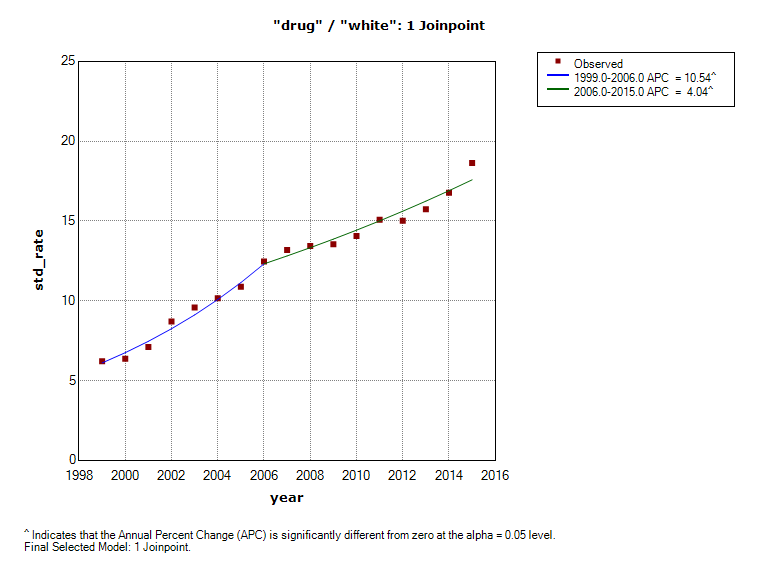 "drug" / "white": 1 Joinpoint
25
20
15
10
5
0
std_rate
1998 2000 2002 2004 2006 2008 2010 2012 2014 2016
year
Observed
1999.0-2006.0 APC = 10.54^
2006.0-2015.0 APC = 4.04^
^ Indicates that the Annual Percent Change (APC) is significantly different from zero at the alpha = 0.05 level.
Final Selected Model: 1 Joinpoint.